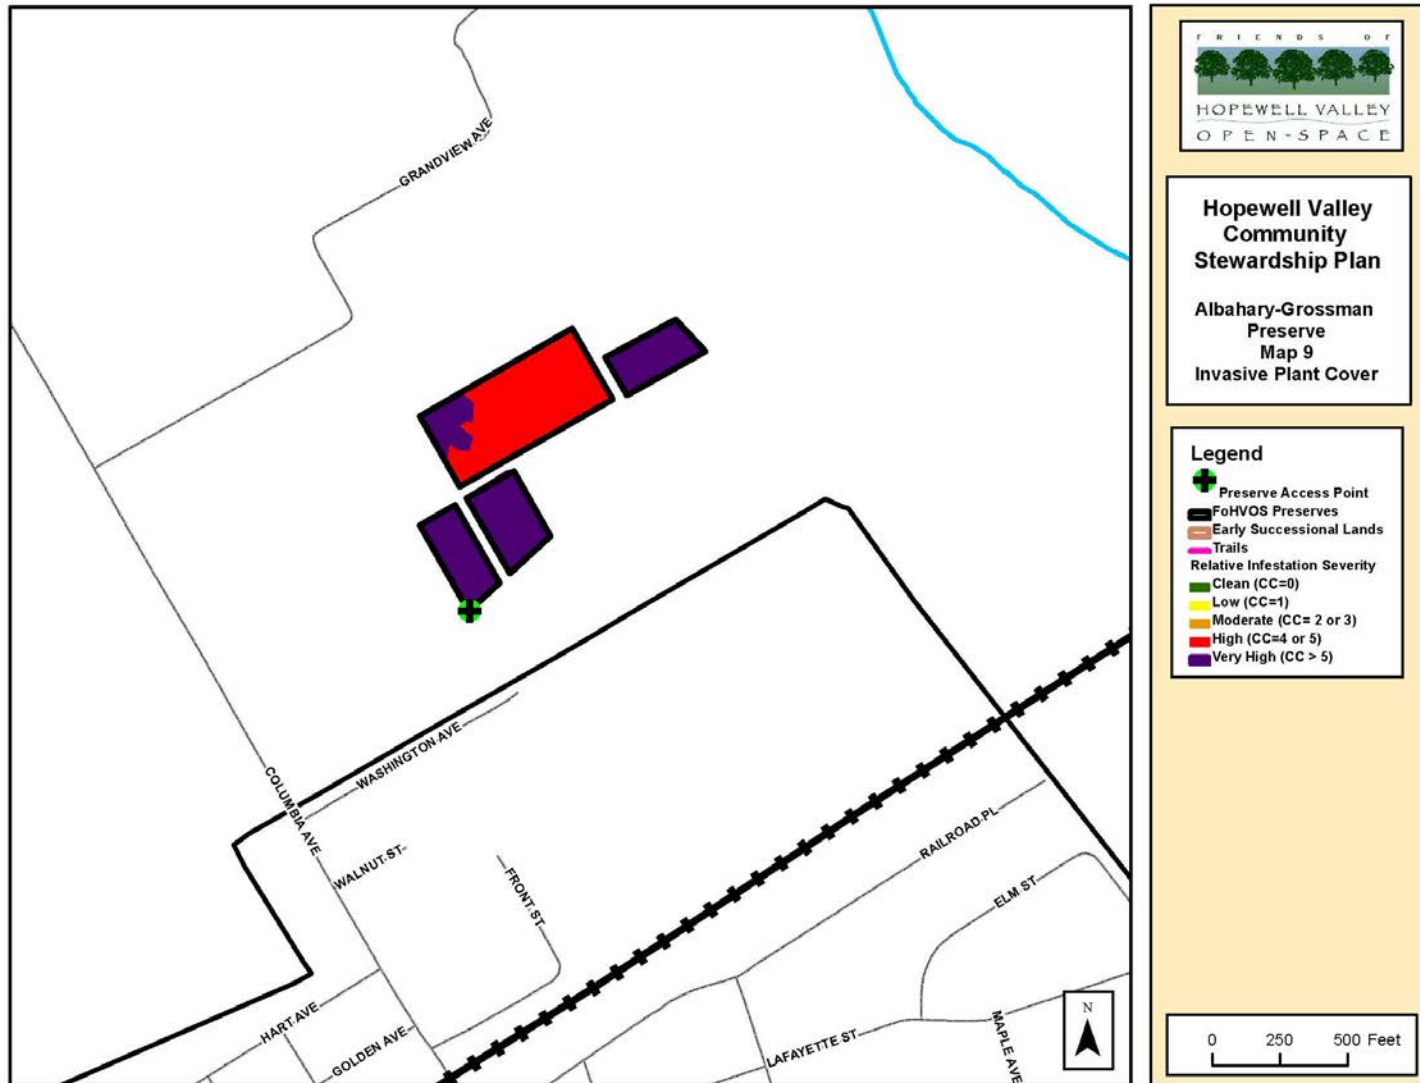 GRANDVIEW AVE
COLUMBIA AVE
WASHINGTON AVE
WALNUT ST
FRONT ST
RAILROAD PL
ELM ST
HART AVE
GOLDEN AVE
LAFAYETTE ST
MAPLE AVE
N
FRIENDS OF
HOPEWELL VALLEY
OPEN-SPACE
Hopewell Valley
Community
Stewardship Plan
Albahary-Grossman
Preserve
Map 9
Invasive Plant Cover
Legend
Preserve Access Point
FoHVOS Preserves
Early Successional Lands
Trails
Relative Infestation Severity
Clean (CC=0)
Low (CC=1)
Moderate (CC= 2 or 3)
High (CC=4 or 5)
Very High (CC > 5)
0 250 500 Feet